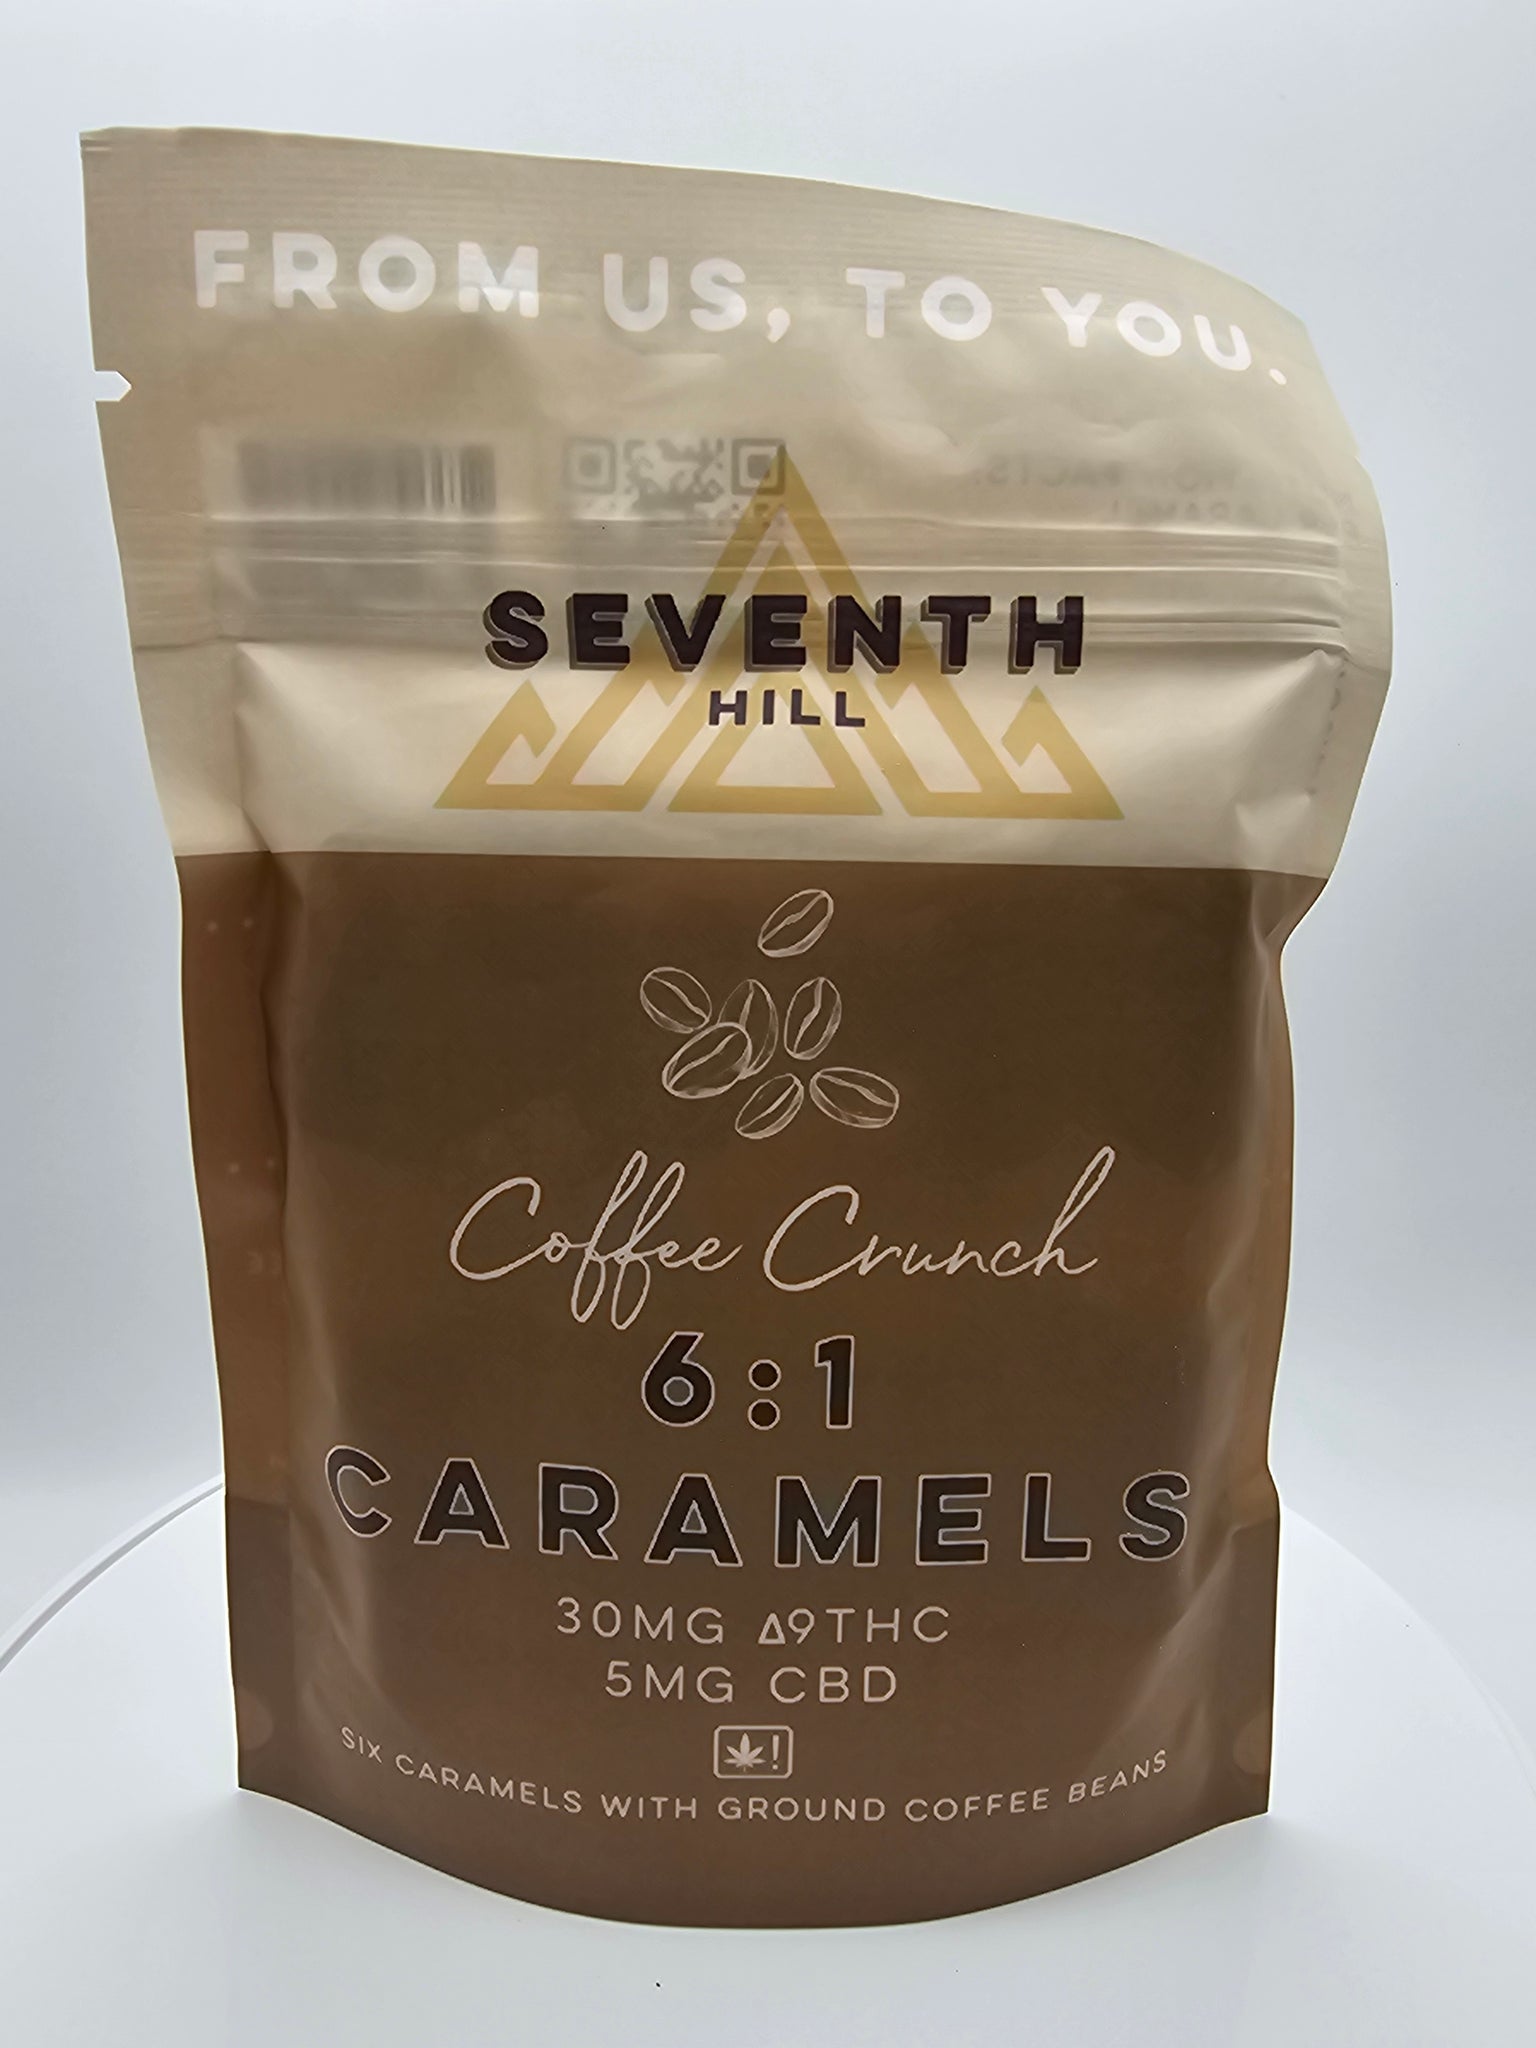 FROM US, TO YOU.
SEVENTH
HILL
Coffee Crunch
6:1
CARAMELS
30MG Δ9THC
5MG CBD
!
SIX CARAMELS WITH GROUND COFFEE BEANS